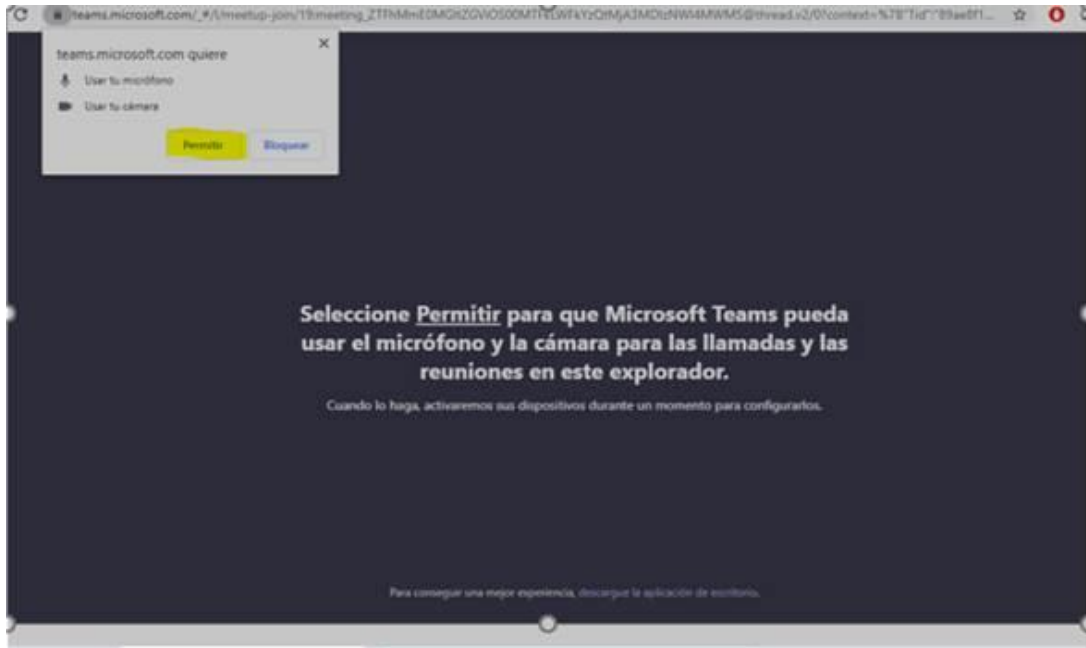 teams.microsoft.com quiere
Usar tu micrófono
Usar tu cámara
Permitir Bloquear
Seleccione Permitir para que Microsoft Teams pueda
usar el micrófono y la cámara para las llamadas y las
reuniones en este explorador.
Cuando lo haga, activaremos sus dispositivos durante un momento para configurarlos.
Para conseguir una mejor experiencia, descargue la aplicación de escritorio.